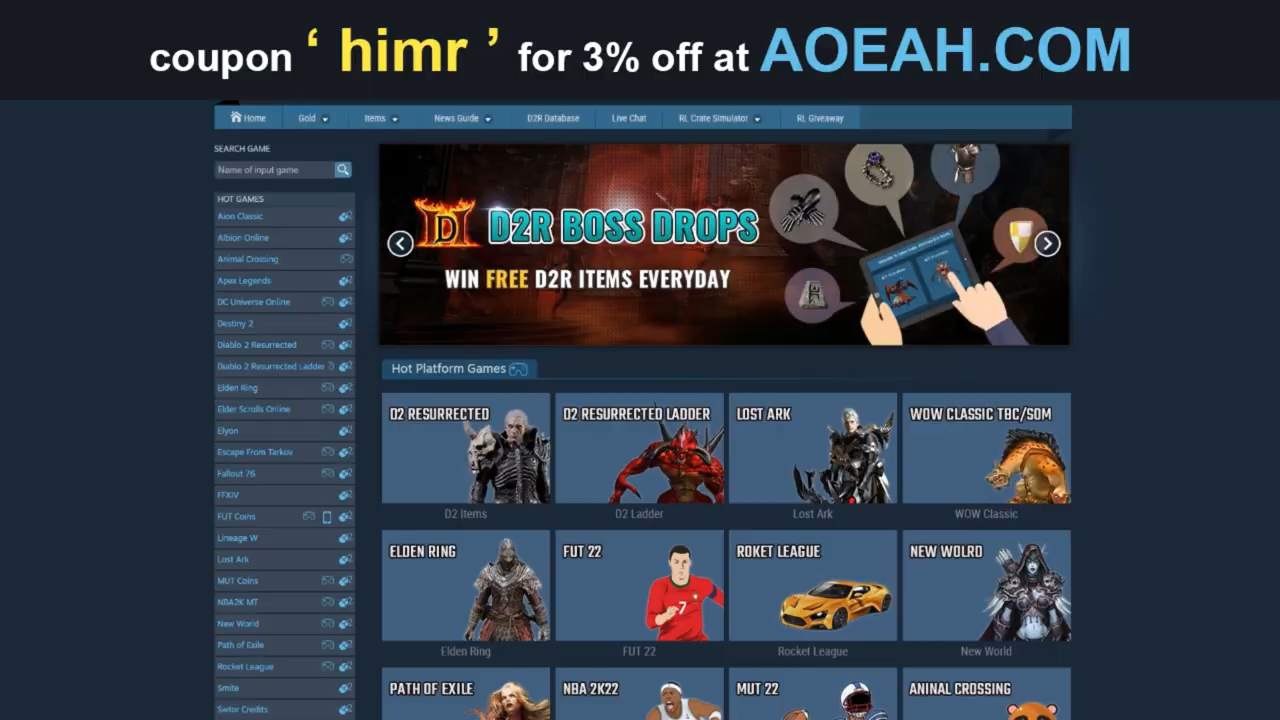 coupon ‘ himr ’ for 3% off at AOEAH.COM
Home Gold Items News Guide D2R Database Live Chat RL Crate Simulator RL Giveaway
SEARCH GAME
Name of input game
HOT GAMES
Aion Classic
Albion Online
Animal Crossing
Apex Legends
DC Universe Online
Destiny 2
Diablo 2 Resurrected
Diablo 2 Resurrected Ladder
Elden Ring
Elder Scrolls Online
Elyon
Escape From Tarkov
Fallout 76
FFXIV
FUT Coins
Lineage W
Lost Ark
MUT Coins
NBA2K MT
New World
Path of Exile
Rocket League
Smite
Swtor Credits
D2R BOSS DROPS
WIN FREE D2R ITEMS EVERYDAY
Hot Platform Games
D2 RESURRECTED
D2 RESURRECTED LADDER
LOST ARK
WOW CLASSIC TBC/SOM
D2 Items
D2 Ladder
Lost Ark
WOW Classic
ELDEN RING
FUT 22
7
ROKET LEAGUE
NEW WOLRD
Elden Ring
FUT 22
Rocket League
New World
PATH OF EXILE
NBA 2K22
MUT 22
ANINAL CROSSING